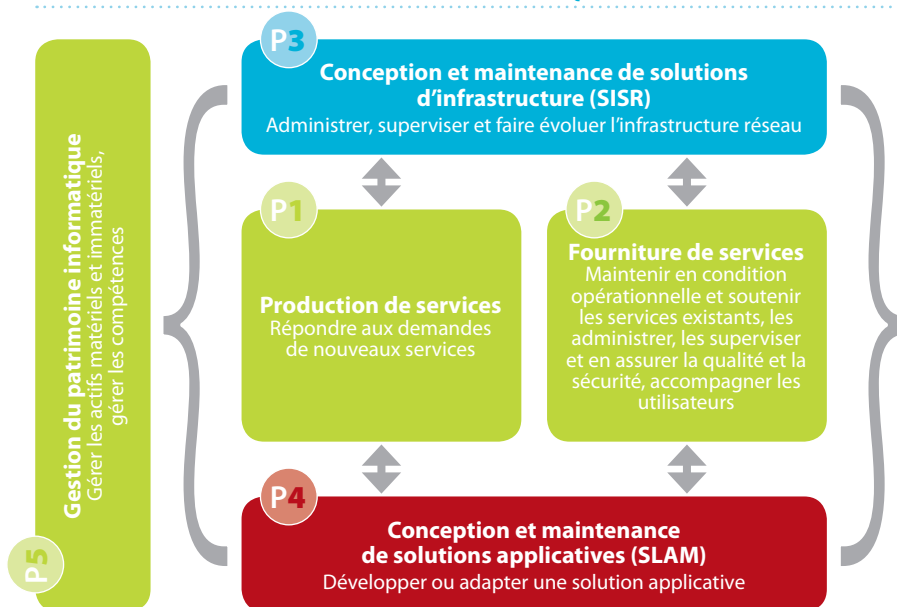 P3
Conception et maintenance de solutions
d’infrastructure (SISR)
Administrer, superviser et faire évoluer l’infrastructure réseau
P1
Production de services
Répondre aux demandes
de nouveaux services
P2
Fourniture de services
Maintenir en condition
opérationnelle et soutenir
les services existants, les
administrer, les superviser
et en assurer la qualité et la
sécurité, accompagner les
utilisateurs
P4
Conception et maintenance
de solutions applicatives (SLAM)
Développer ou adapter une solution applicative
P5
Gestion du patrimoine informatique
Gérer les actifs matériels et immatériels,
gérer les compétences